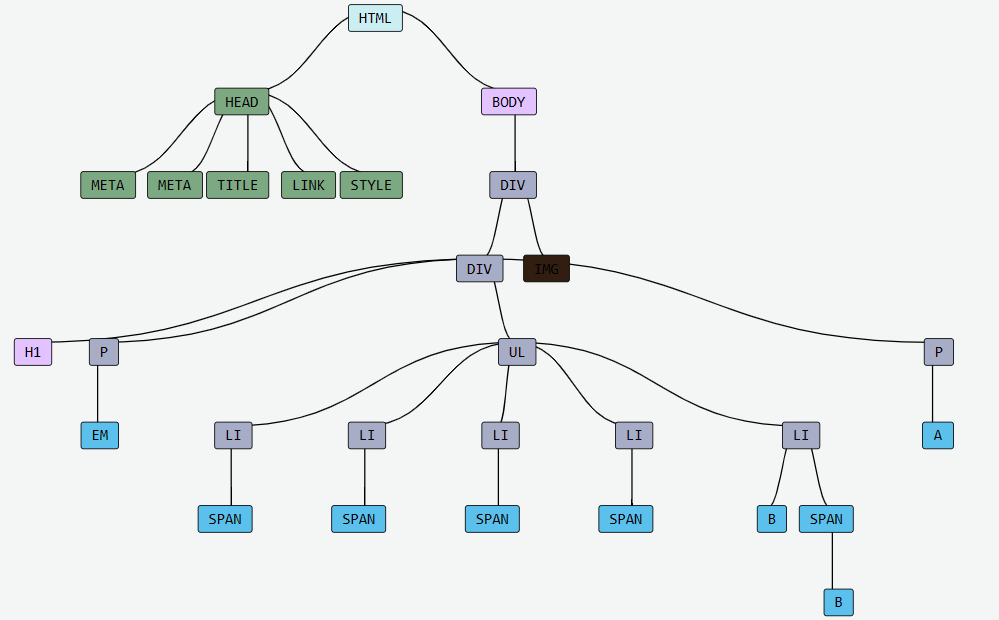 HTML
HEAD BODY
META META TITLE LINK STYLE DIV
DIV IMG
H1 P UL P
EM LI LI LI LI LI A
SPAN SPAN SPAN SPAN B SPAN
B